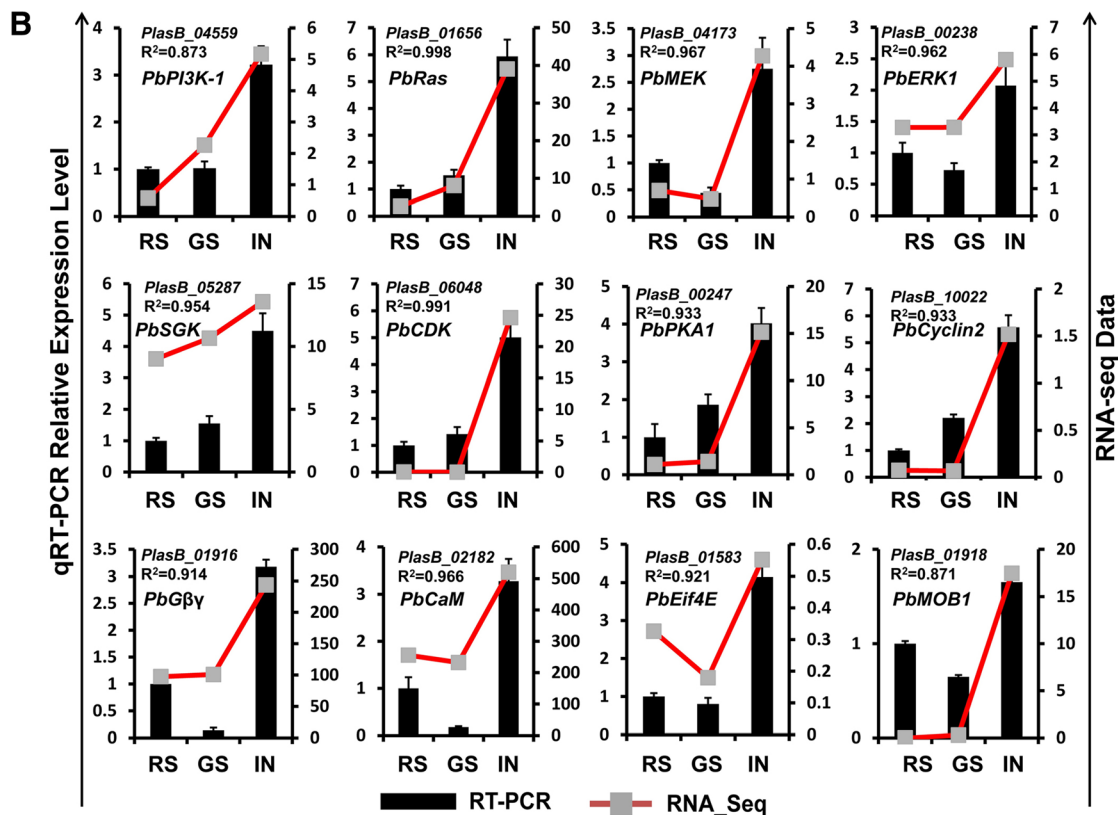 B
qRT-PCR Relative Expression Level
RNA-seq Data
PlasB_04559
R²=0.873
PbPI3K-1
4
3
2
1
0
6
5
4
3
2
1
0
RS GS IN
PlasB_01656
R²=0.998
PbRas
7
6
5
4
3
2
1
0
50
40
30
20
10
0
RS GS IN
PlasB_04173
R²=0.967
PbMEK
3.5
3
2.5
2
1.5
1
0.5
0
5
4
3
2
1
0
RS GS IN
PlasB_00238
R²=0.962
PbERK1
3
2.5
2
1.5
1
0.5
0
7
6
5
4
3
2
1
0
RS GS IN
PlasB_05287
R²=0.954
PbSGK
6
5
4
3
2
1
0
15
10
5
0
RS GS IN
PlasB_06048
R²=0.991
PbCDK
7
6
5
4
3
2
1
0
30
25
20
15
10
5
0
RS GS IN
PlasB_00247
R²=0.933
PbPKA1
5
4
3
2
1
0
20
15
10
5
0
RS GS IN
PlasB_10022
R²=0.933
PbCyclin2
7
6
5
4
3
2
1
0
2
1.5
1
0.5
0
RS GS IN
PlasB_01916
R²=0.914
PbGβγ
3.5
3
2.5
2
1.5
1
0.5
0
300
250
200
150
100
50
0
RS GS IN
PlasB_02182
R²=0.966
PbCaM
4
3
2
1
0
600
500
400
300
200
100
0
RS GS IN
PlasB_01583
R²=0.921
PbEif4E
5
4
3
2
1
0
0.6
0.5
0.4
0.3
0.2
0.1
0
RS GS IN
PlasB_01918
R²=0.871
PbMOB1
2
1
0
20
15
10
5
0
RS GS IN
RT-PCR RNA_Seq